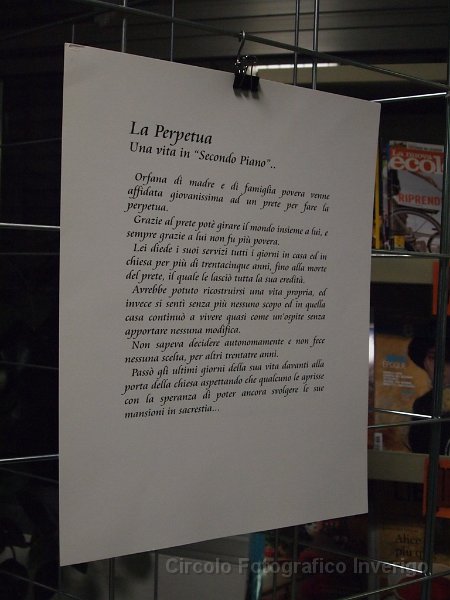 La Perpetua
Una vita in "Secondo Piano"..
Orfana di madre e di famiglia povera venne
affidata giovanissima ad un prete per fare la
perpetua.
Grazie al prete potè girare il mondo insieme a lui, e
sempre grazie a lui non fu più povera.
Lei diede i suoi servizi tutti i giorni in casa ed in
chiesa per più di trentacinque anni, fino alla morte
del prete, il quale le lasciò tutta la sua eredità.
Avrebbe potuto ricostruirsi una vita propria, ed
invece si sentì senza più nessuno scopo ed in quella
casa continuò a vivere quasi come un'ospite senza
apportare nessuna modifica.
Non sapeva decidere autonomamente e non fece
nessuna scelta, per altri trentatre anni.
Passò gli ultimi giorni della sua vita davanti alla
porta della chiesa aspettando che qualcuno le aprisse
con la speranza di poter ancora svolgere le sue
mansioni in sacrestia...
La nuova
ecol
RIPREND
EPOQUE
Alice
più
Circolo Fotografico Inverigo